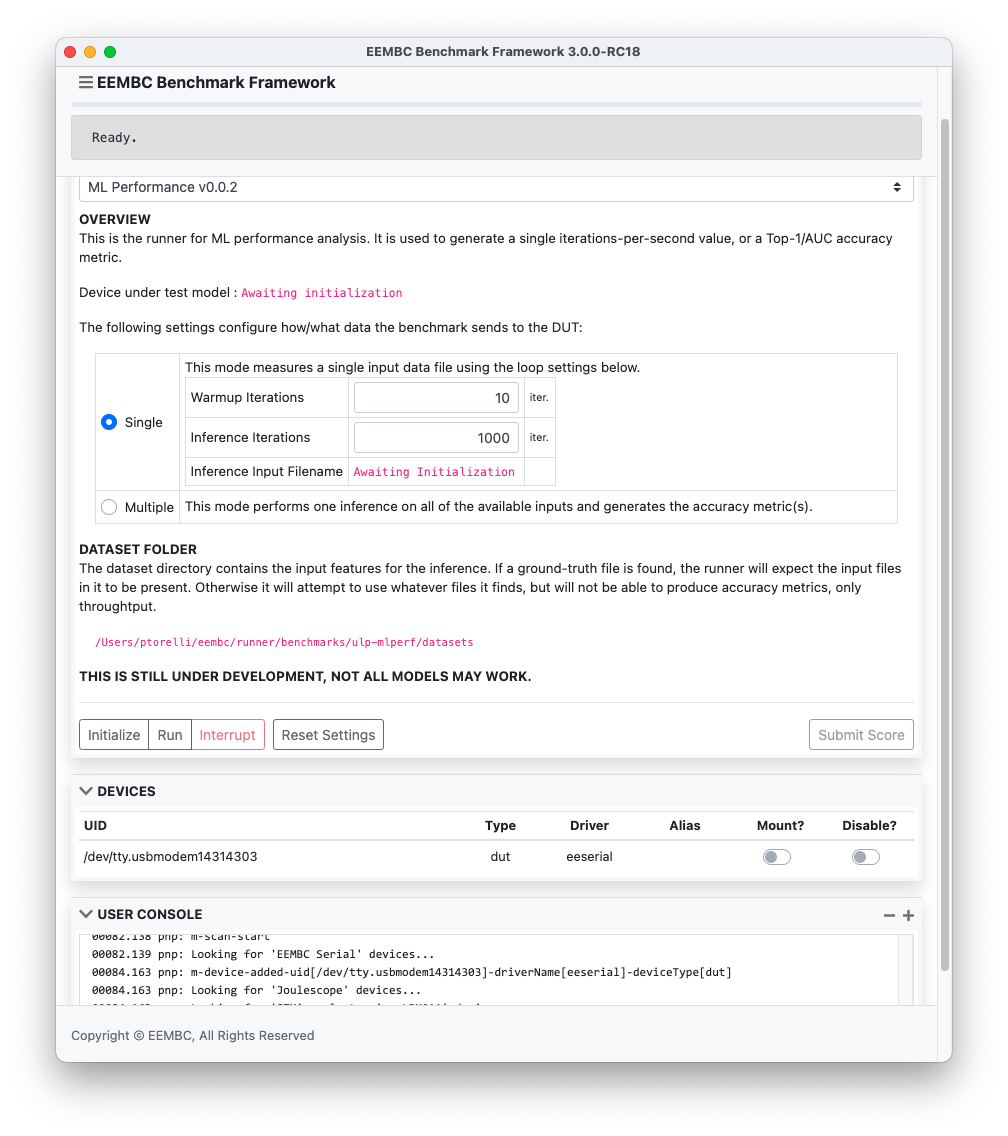 EEMBC Benchmark Framework 3.0.0-RC18
EEMBC Benchmark Framework
Ready.
ML Performance v0.0.2
OVERVIEW
This is the runner for ML performance analysis. It is used to generate a single iterations-per-second value, or a Top-1/AUC accuracy
metric.
Device under test model : Awaiting initialization
The following settings configure how/what data the benchmark sends to the DUT:
Single
This mode measures a single input data file using the loop settings below.
Warmup Iterations 10 iter.
Inference Iterations 1000 iter.
Inference Input Filename Awaiting Initialization
Multiple This mode performs one inference on all of the available inputs and generates the accuracy metric(s).
DATASET FOLDER
The dataset directory contains the input features for the inference. If a ground-truth file is found, the runner will expect the input files
in it to be present. Otherwise it will attempt to use whatever files it finds, but will not be able to produce accuracy metrics, only
throughtput.
/Users/ptorelli/eembc/runner/benchmarks/ulp-mlperf/datasets
THIS IS STILL UNDER DEVELOPMENT, NOT ALL MODELS MAY WORK.
Initialize Run Interrupt Reset Settings Submit Score
DEVICES
UID Type Driver Alias Mount? Disable?
/dev/tty.usbmodem14314303 dut eeserial
USER CONSOLE
00082.138 pnp: m-scan-start
00082.139 pnp: Looking for 'EEMBC Serial' devices...
00084.163 pnp: m-device-added-uid[/dev/tty.usbmodem14314303]-driverName[eeserial]-deviceType[dut]
00084.163 pnp: Looking for 'Joulescope' devices...
Copyright © EEMBC, All Rights Reserved